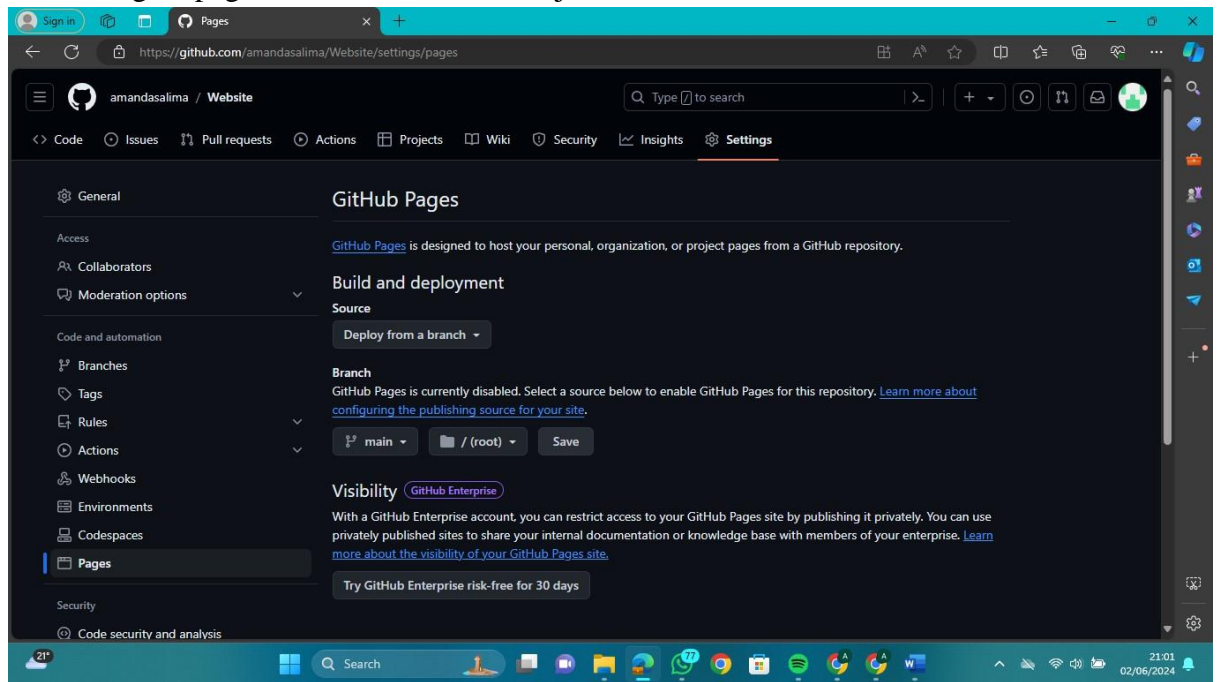 Sign in
Pages
https://github.com/amandasalima/Website/settings/pages
amandasalima / Website
Type / to search
Code Issues Pull requests Actions Projects Wiki Security Insights Settings
General
Access
Collaborators
Moderation options
Code and automation
Branches
Tags
Rules
Actions
Webhooks
Environments
Codespaces
Pages
Security
Code security and analysis
GitHub Pages
GitHub Pages is designed to host your personal, organization, or project pages from a GitHub repository.
Build and deployment
Source
Deploy from a branch
Branch
GitHub Pages is currently disabled. Select a source below to enable GitHub Pages for this repository. Learn more about
configuring the publishing source for your site.
main / (root) Save
Visibility GitHub Enterprise
With a GitHub Enterprise account, you can restrict access to your GitHub Pages site by publishing it privately. You can use
privately published sites to share your internal documentation or knowledge base with members of your enterprise. Learn
more about the visibility of your GitHub Pages site.
Try GitHub Enterprise risk-free for 30 days
21°
Search
77
21:01
02/06/2024